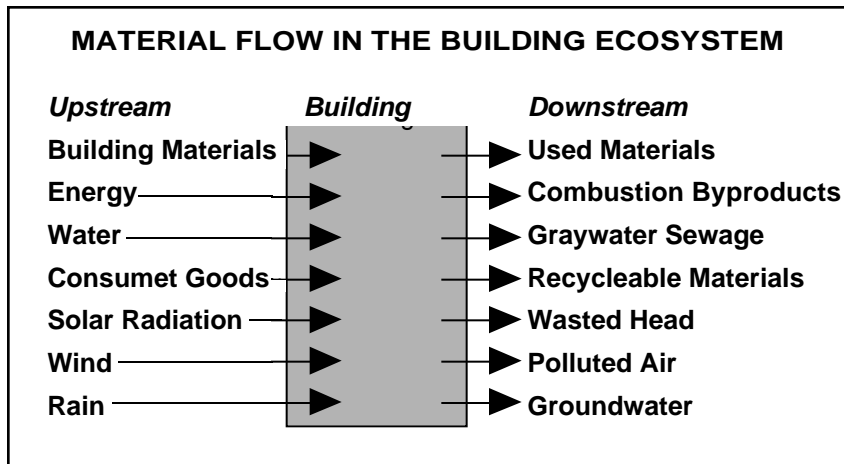 MATERIAL FLOW IN THE BUILDING ECOSYSTEM
Upstream Building Downstream
Building Materials Used Materials
Energy Combustion Byproducts
Water Graywater Sewage
Consumet Goods Recycleable Materials
Solar Radiation Wasted Head
Wind Polluted Air
Rain Groundwater